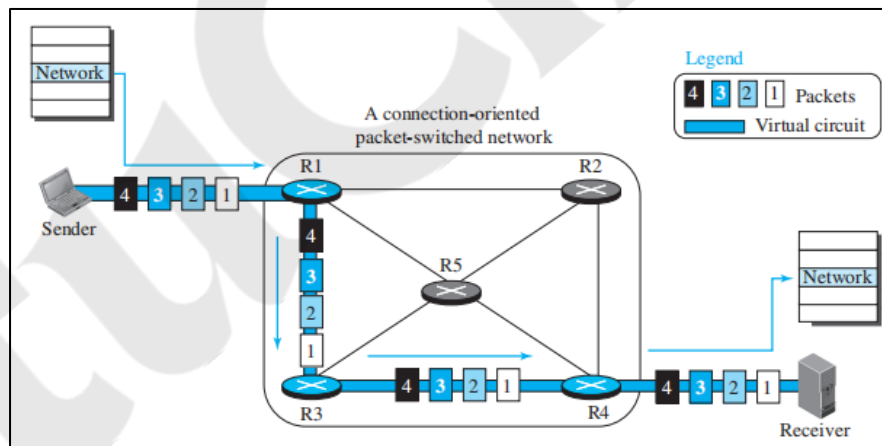 Network
Legend
4 3 2 1 Packets
Virtual circuit
A connection-oriented
packet-switched network
R1
R2
4 3 2 1
Sender
4
3
2
1
R5
Network
R3
4 3 2 1
R4
4 3 2 1
Receiver